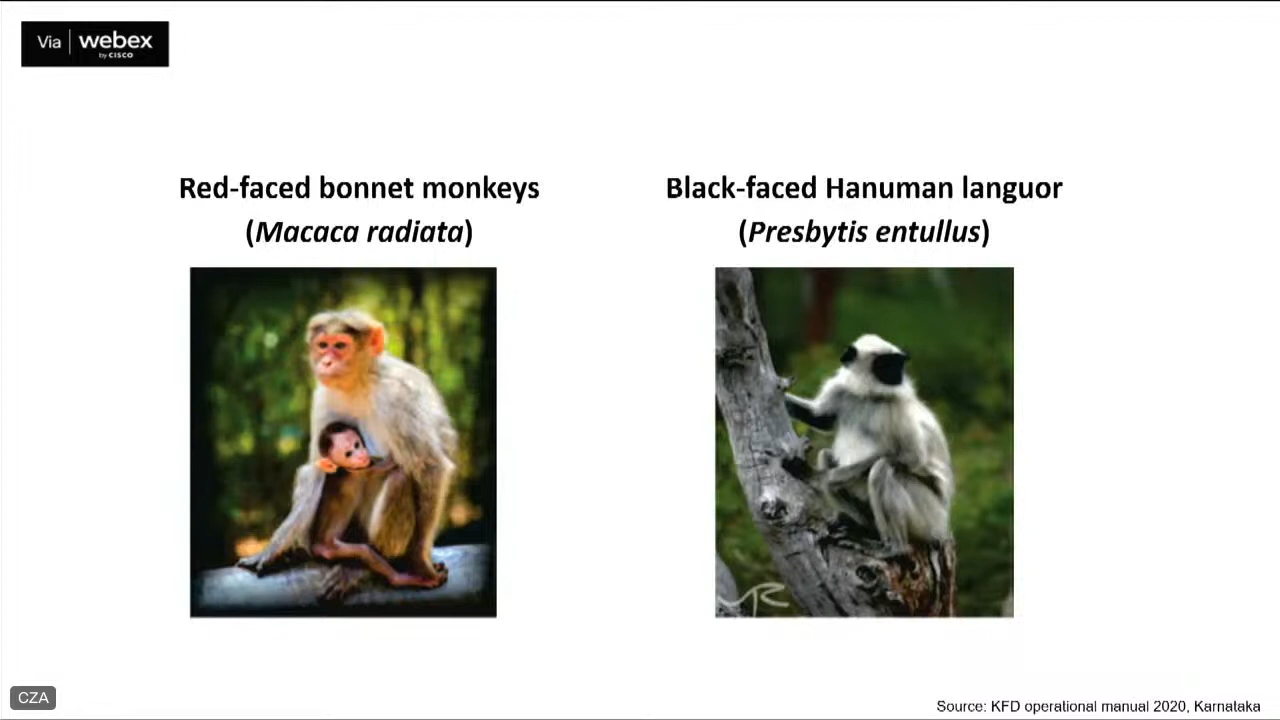 Via | webex
by CISCO
Red-faced bonnet monkeys
(Macaca radiata)
Black-faced Hanuman languor
(Presbytis entullus)
CZA
Source: KFD operational manual 2020, Karnataka